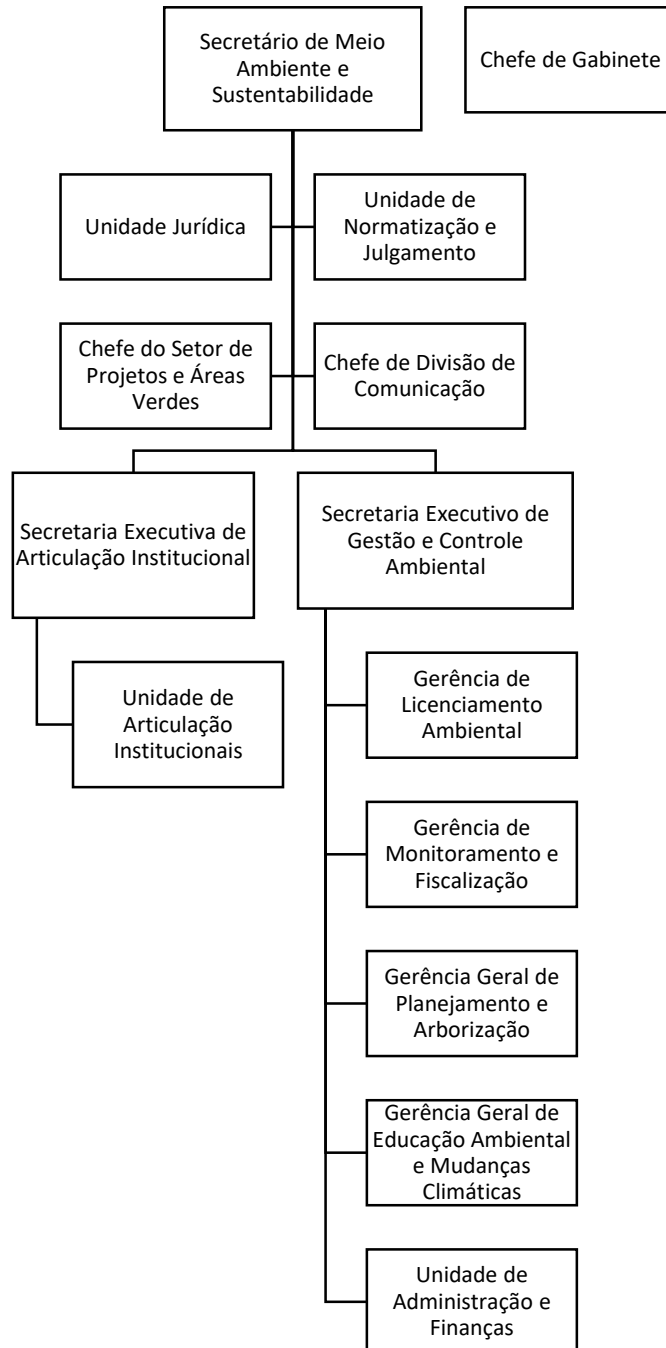 Secretário de Meio
Ambiente e
Sustentabilidade
Chefe de Gabinete
Unidade Jurídica
Unidade de
Normatização e
Julgamento
Chefe do Setor de
Projetos e Áreas
Verdes
Chefe de Divisão de
Comunicação
Secretaria Executiva de
Articulação Institucional
Secretaria Executivo de
Gestão e Controle
Ambiental
Unidade de
Articulação
Institucionais
Gerência de
Licenciamento
Ambiental
Gerência de
Monitoramento e
Fiscalização
Gerência Geral de
Planejamento e
Arborização
Gerência Geral de
Educação Ambiental
e Mudanças
Climáticas
Unidade de
Administração e
Finanças